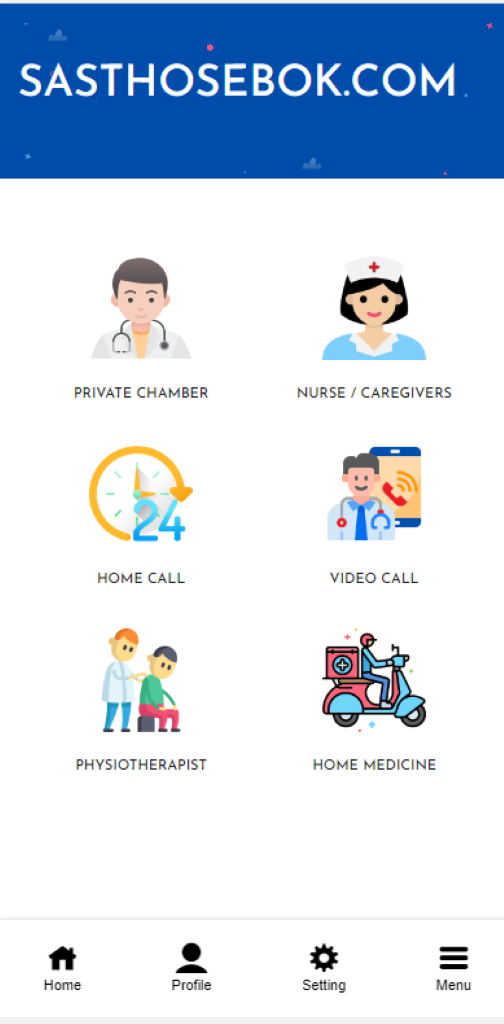 SASTHOSEBOK.COM
PRIVATE CHAMBER
NURSE / CAREGIVERS
24
HOME CALL
VIDEO CALL
PHYSIOTHERAPIST
HOME MEDICINE
Home
Profile
Setting
Menu